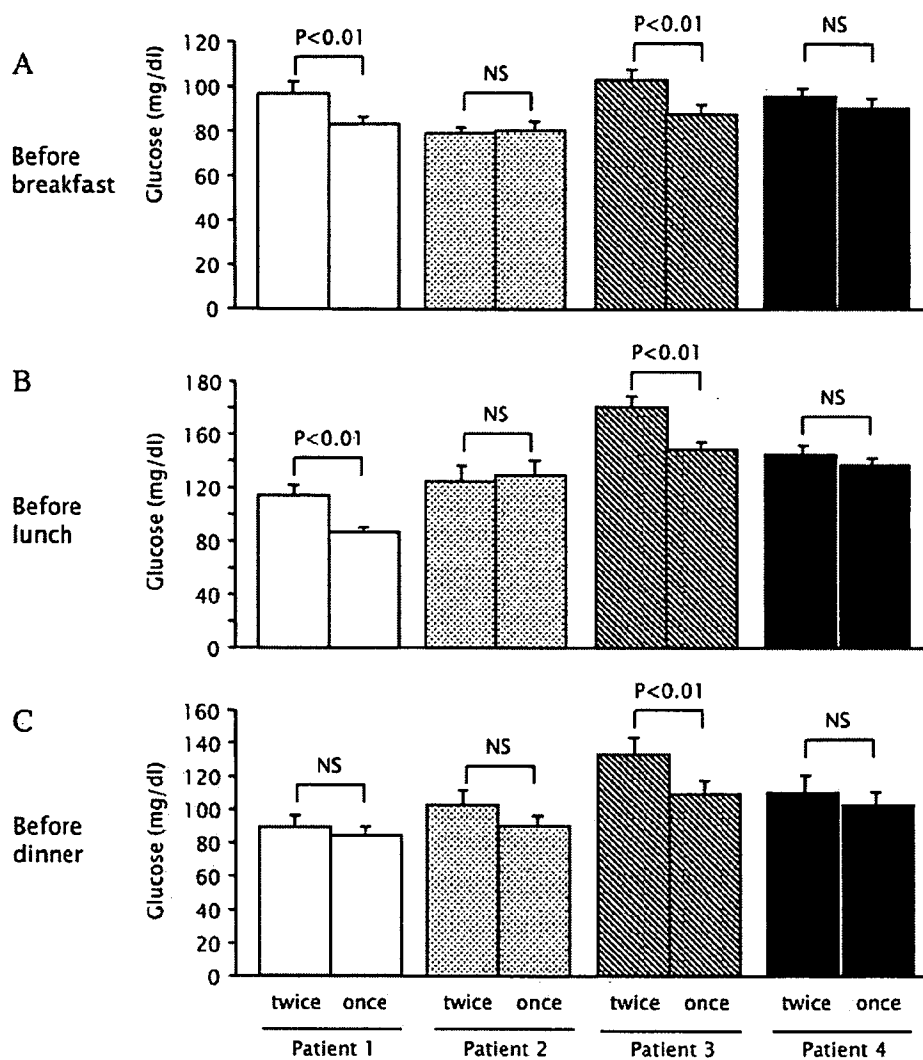 A
Before
breakfast
Glucose (mg/dl)
120
100
80
60
40
20
0
P<0.01
NS
P<0.01
NS
B
Before
lunch
Glucose (mg/dl)
180
160
120
80
60
40
20
0
P<0.01
NS
P<0.01
NS
C
Before
dinner
Glucose (mg/dl)
160
140
120
100
80
60
40
20
0
NS
NS
P<0.01
NS
twice once twice once twice once twice once
Patient 1 Patient 2 Patient 3 Patient 4